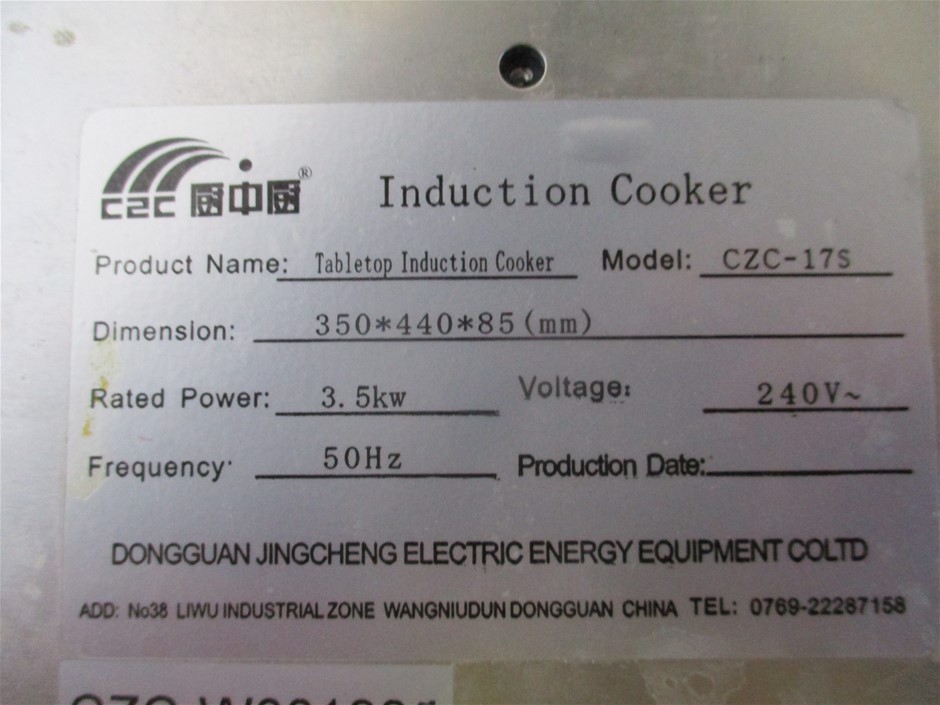 CZC 厨中厨® Induction Cooker
Product Name: Tabletop Induction Cooker Model: CZC-17S
Dimension: 350*440*85(mm)
Rated Power: 3.5kw Voltage: 240V~
Frequency: 50Hz Production Date:
DONGGUAN JINGCHENG ELECTRIC ENERGY EQUIPMENT COLTD
ADD: No38 LIWU INDUSTRIAL ZONE WANGNIUDUN DONGGUAN CHINA TEL: 0769-22287158